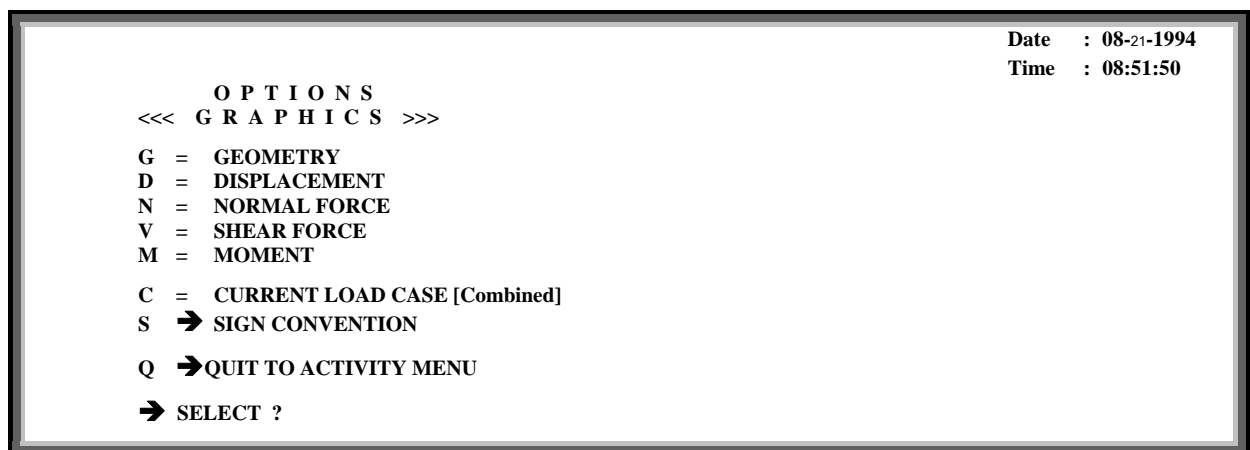 Date : 08-21-1994
Time : 08:51:50
O P T I O N S
<<< G R A P H I C S >>>
G = GEOMETRY
D = DISPLACEMENT
N = NORMAL FORCE
V = SHEAR FORCE
M = MOMENT
C = CURRENT LOAD CASE [Combined]
S ➔ SIGN CONVENTION
Q ➔QUIT TO ACTIVITY MENU
➔ SELECT ?